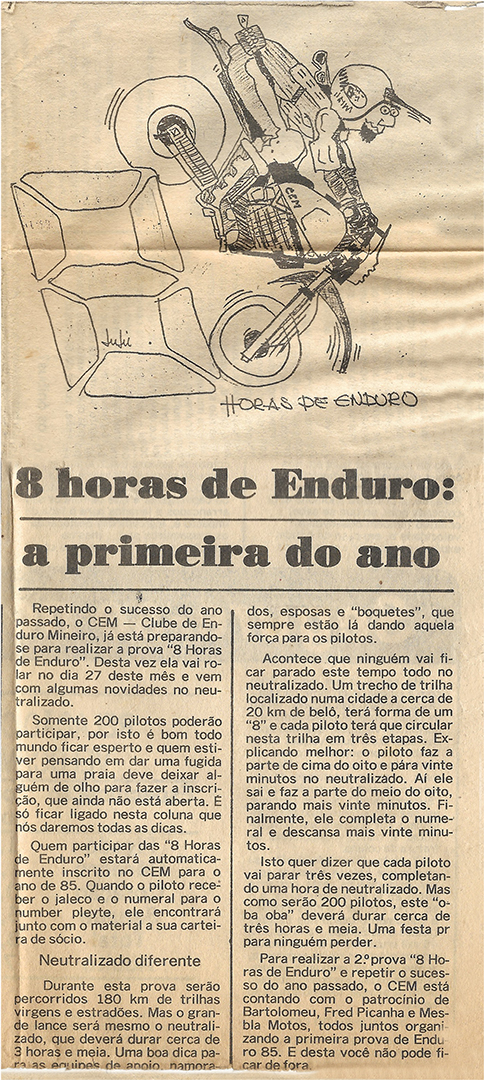 CEM
Juli
HORAS DE ENDURO
8 horas de Enduro:
a primeira do ano
Repetindo o sucesso do ano
passado, o CEM — Clube de En-
duro Mineiro, já está preparando-
se para realizar a prova "8 Horas
de Enduro". Desta vez ela vai ro-
lar no dia 27 deste mês e vem
com algumas novidades no neu-
tralizado.
Somente 200 pilotos poderão
participar, por isto é bom todo
mundo ficar esperto e quem esti-
ver pensando em dar uma fugida
para uma praia deve deixar al-
guém de olho para fazer a inscri-
ção, que ainda não está aberta. É
só ficar ligado nesta coluna que
nós daremos todas as dicas.
Quem participar das "8 Horas
de Enduro" estará automatica-
mente inscrito no CEM para o
ano de 85. Quando o piloto rece-
ber o jaleco e o numeral para o
number pleyte, ele encontrará
junto com o material a sua cartei-
ra de sócio.
Neutralizado diferente
Durante esta prova serão
percorridos 180 km de trilhas
virgens e estradões. Mas o gran-
de lance será mesmo o neutrali-
zado, que deverá durar cerca de
3 horas e meia. Uma boa dica pa-
ra as equipes de apoio, namora-
dos, esposas e "boquetes", que
sempre estão lá dando aquela
força para os pilotos.
Acontece que ninguém vai fi-
car parado este tempo todo no
neutralizado. Um trecho de trilha
localizado numa cidade a cerca de
20 km de belô, terá forma de um
"8" e cada piloto terá que circular
nesta trilha em três etapas. Ex-
plicando melhor: o piloto faz a
parte de cima do oito e pára vinte
minutos no neutralizado. Aí ele
sai e faz a parte do meio do oito,
parando mais vinte minutos. Fi-
nalmente, ele completa o nume-
ral e descansa mais vinte minu-
tos.
Isto quer dizer que cada piloto
vai parar três vezes, completan-
do uma hora de neutralizado. Mas
como serão 200 pilotos, este "o-
ba oba" deverá durar cerca de
três horas e meia. Uma festa pr
para ninguém perder.
Para realizar a 2.ª prova "8 Ho-
ras de Enduro" e repetir o suces-
so do ano passado, o CEM está
contando com o patrocínio de
Bartolomeu, Fred Picanha e Mes-
bla Motos, todos juntos organi-
zando a primeira prova de Endu-
ro 85. E desta você não pode fi-
car de fora.